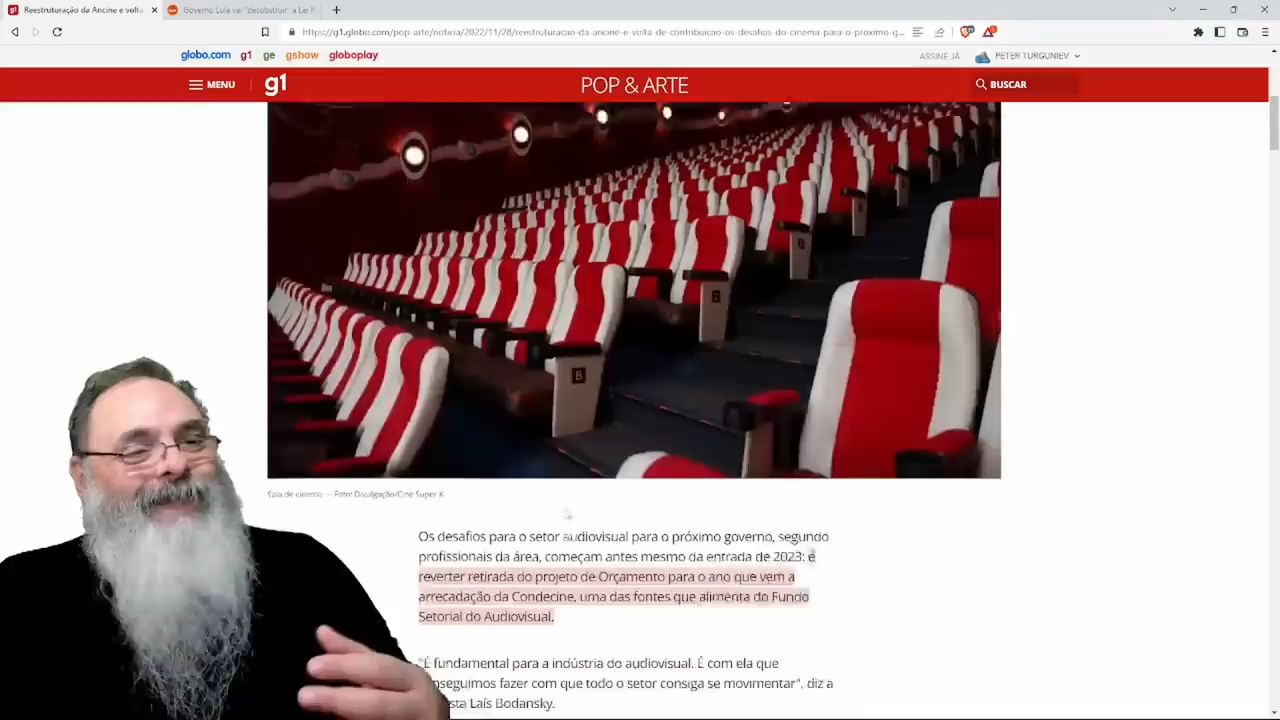 Reestruturação da Ancine e volta
Governo Lula vai "desobstruir" a Lei
https://g1.globo.com/pop-arte/noticia/2022/11/28/reestruturacao-da-ancine-e-volta-de-contribuicao-os-desafios-do-cinema-para-o-proximo-g...
globo.com g1 ge gshow globoplay
ASSINE JÁ PETER TURGUNIEV
MENU g1 POP & ARTE BUSCAR
B
B
B
Sala de cinema — Foto: Divulgação/Cine Super K
Os desafios para o setor audiovisual para o próximo governo, segundo
profissionais da área, começam antes mesmo da entrada de 2023: é
reverter retirada do projeto de Orçamento para o ano que vem a
arrecadação da Condecine, uma das fontes que alimenta do Fundo
Setorial do Audiovisual.
"É fundamental para a indústria do audiovisual. É com ela que
nseguimos fazer com que todo o setor consiga se movimentar", diz a
sta Laís Bodansky.